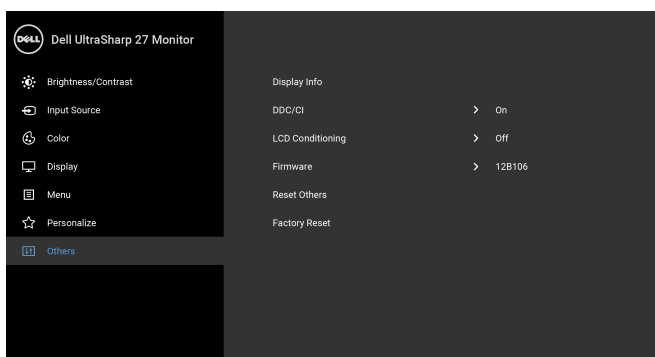 DELL
Dell UltraSharp 27 Monitor
Brightness/Contrast
Input Source
Color
Display
Menu
Personalize
Others
Display Info
DDC/CI > On
LCD Conditioning > Off
Firmware > 12B106
Reset Others
Factory Reset